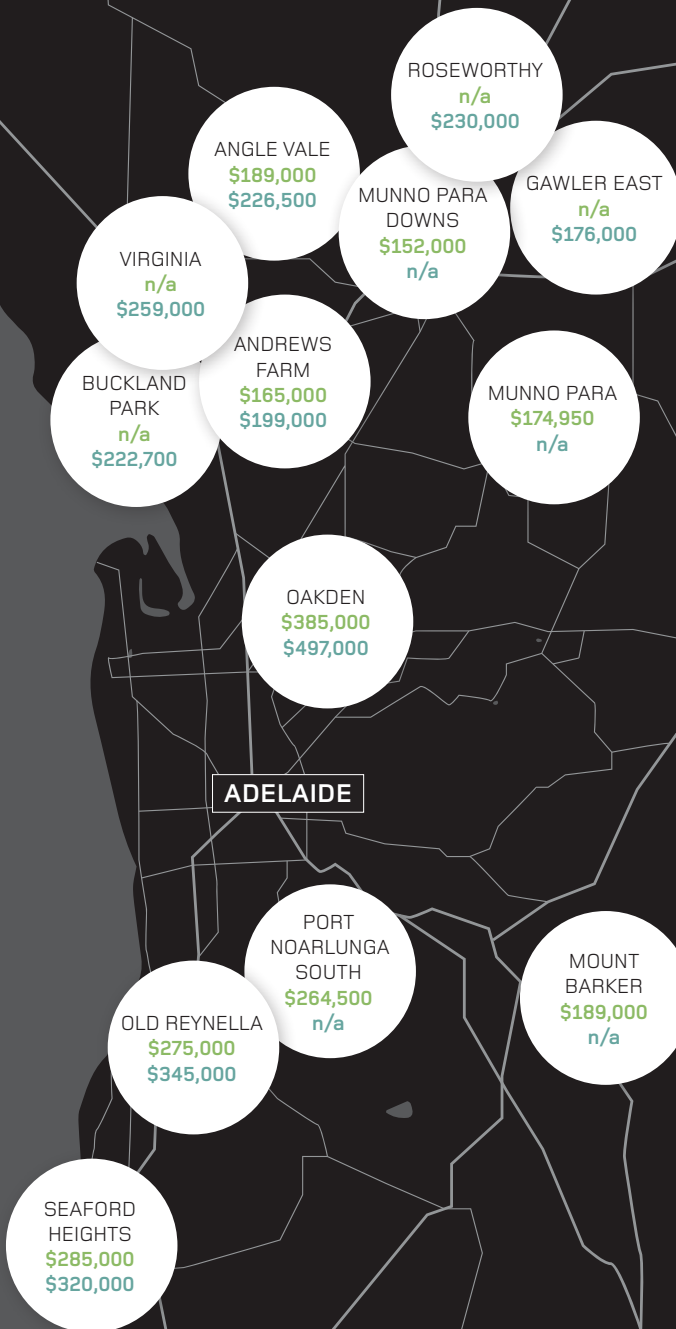 ROSEWORTHY
n/a
$230,000
ANGLE VALE
$189,000
$226,500
MUNNO PARA
DOWNS
$152,000
n/a
GAWLER EAST
n/a
$176,000
VIRGINIA
n/a
$259,000
ANDREWS
FARM
$165,000
$199,000
BUCKLAND
PARK
n/a
$222,700
MUNNO PARA
$174,950
n/a
OAKDEN
$385,000
$497,000
ADELAIDE
PORT
NOARLUNGA
SOUTH
$264,500
n/a
MOUNT
BARKER
$189,000
n/a
OLD REYNELLA
$275,000
$345,000
SEAFORD
HEIGHTS
$285,000
$320,000